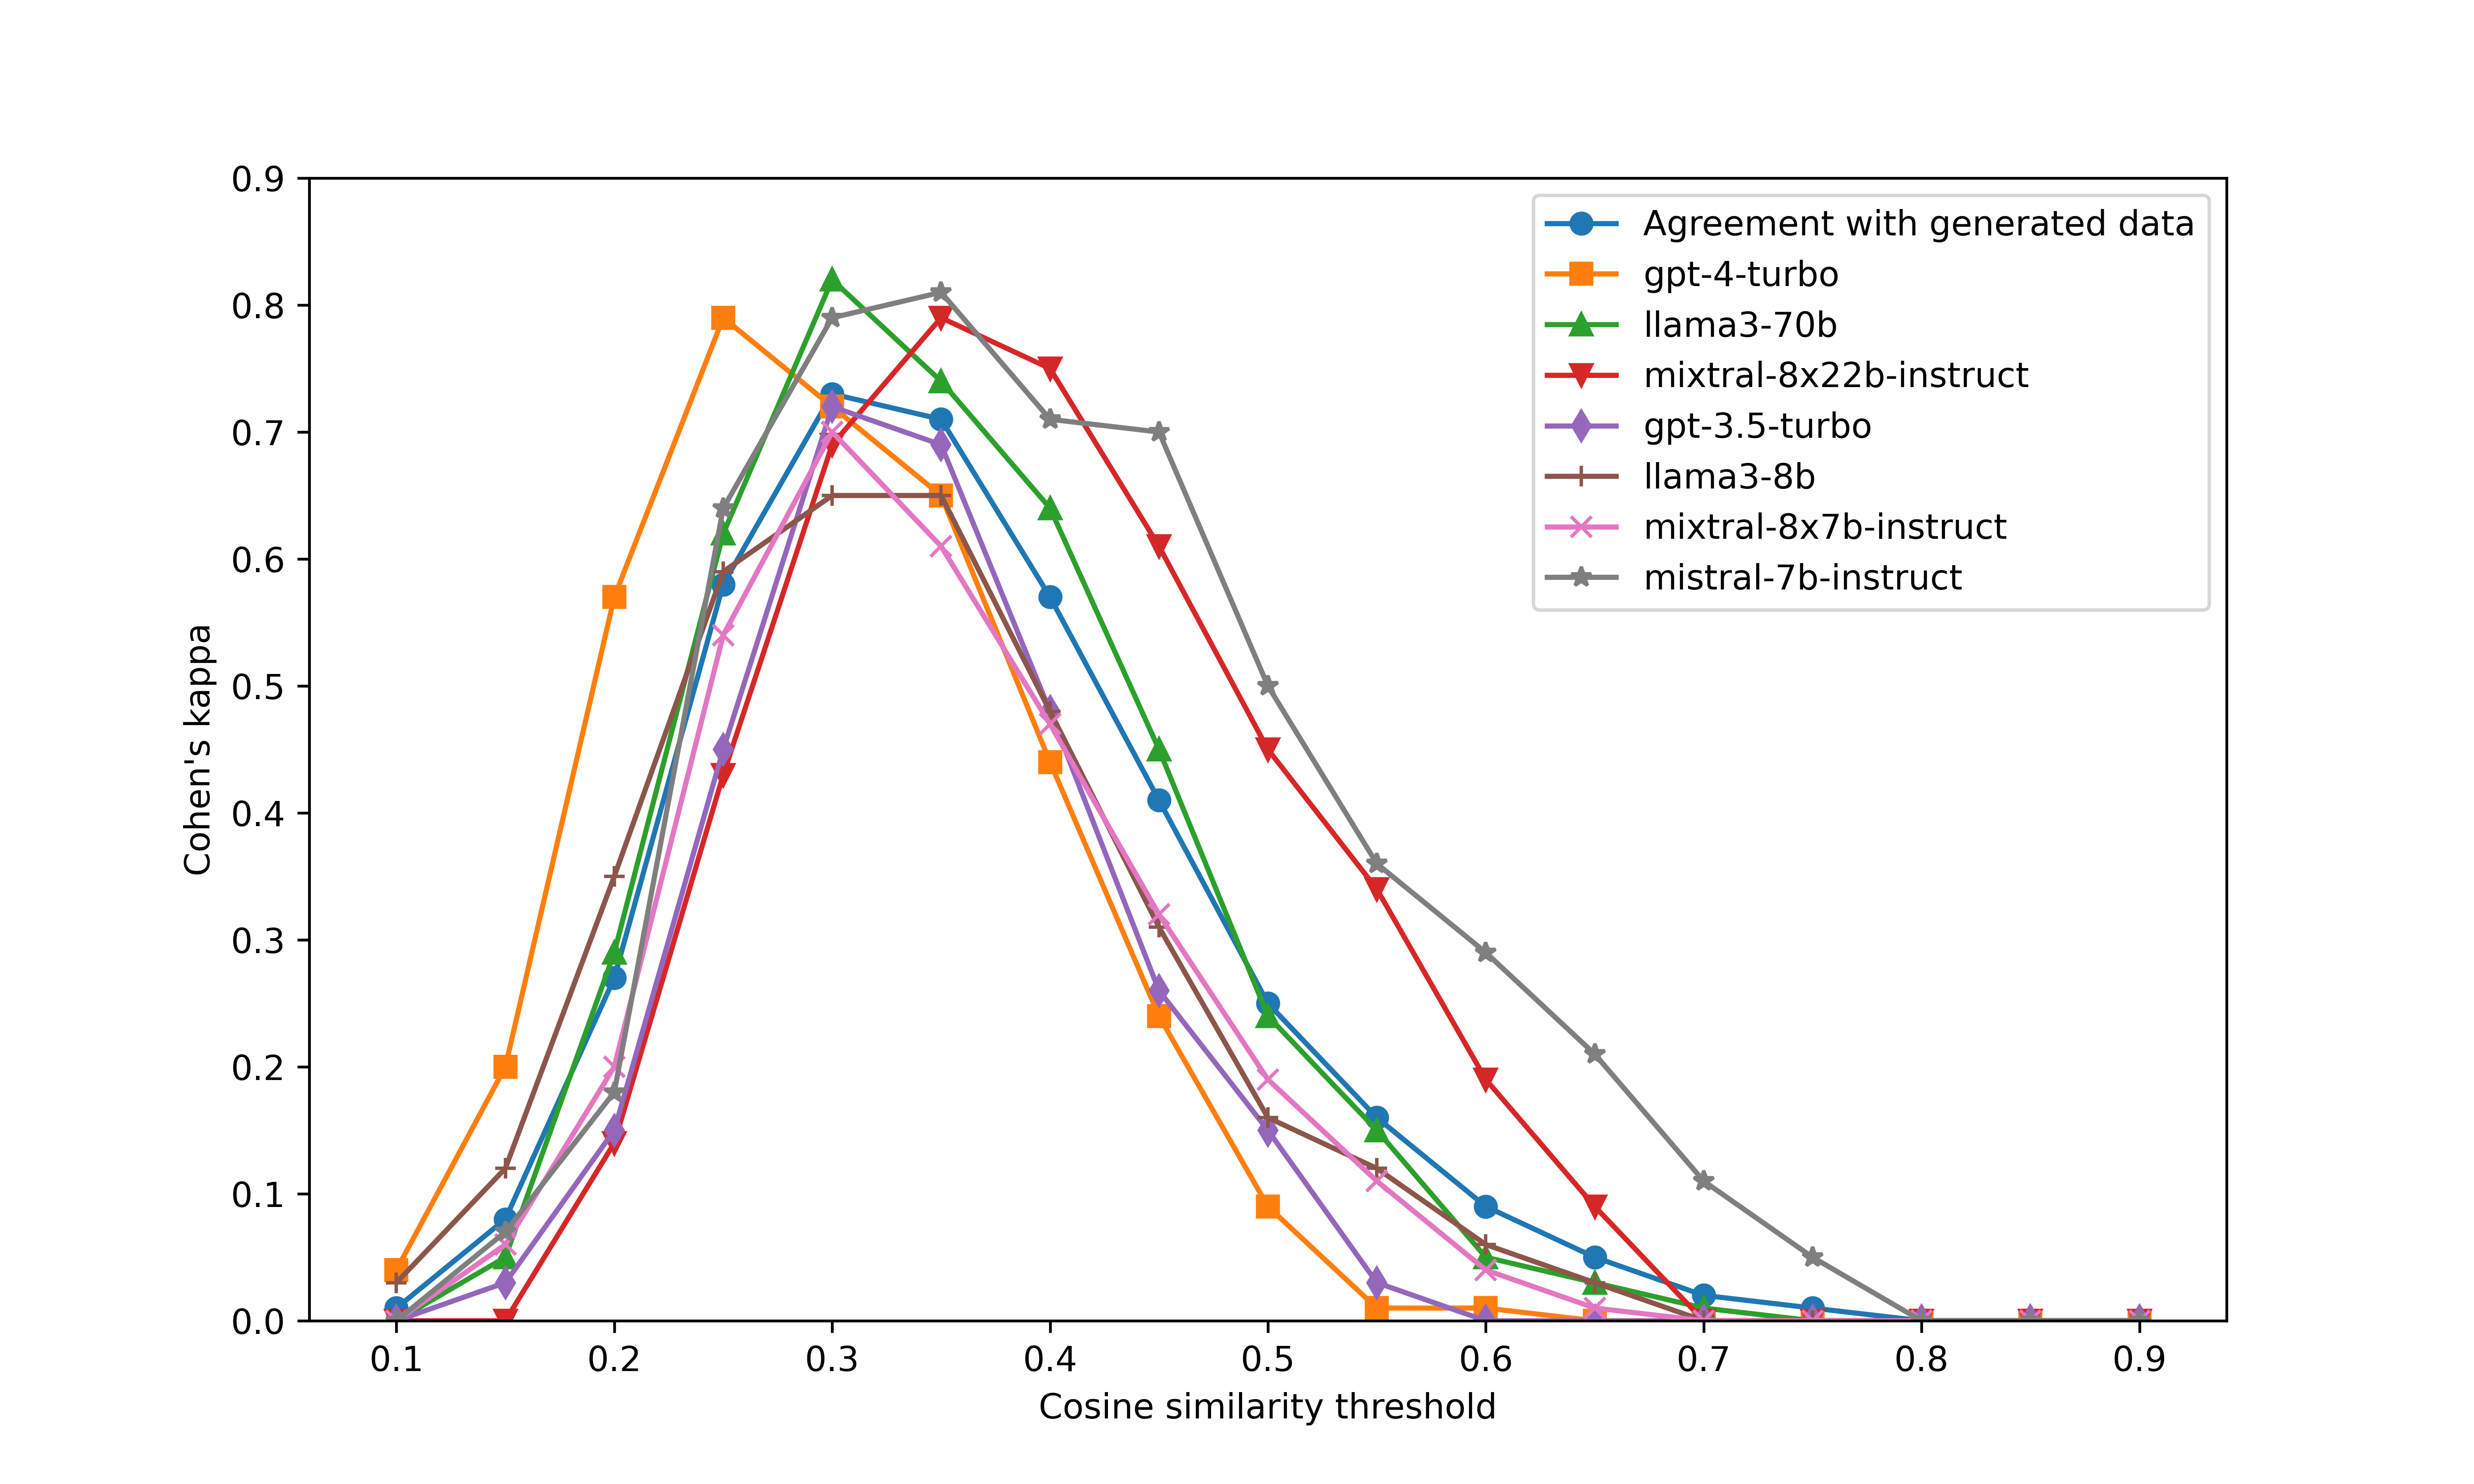 0.9
0.8
0.7
0.6
0.5
0.4
0.3
0.2
0.1
0.0
Cohen's kappa
Agreement with generated data
gpt-4-turbo
llama3-70b
mixtral-8x22b-instruct
gpt-3.5-turbo
llama3-8b
mixtral-8x7b-instruct
mistral-7b-instruct
0.1 0.2 0.3 0.4 0.5 0.6 0.7 0.8 0.9
Cosine similarity threshold